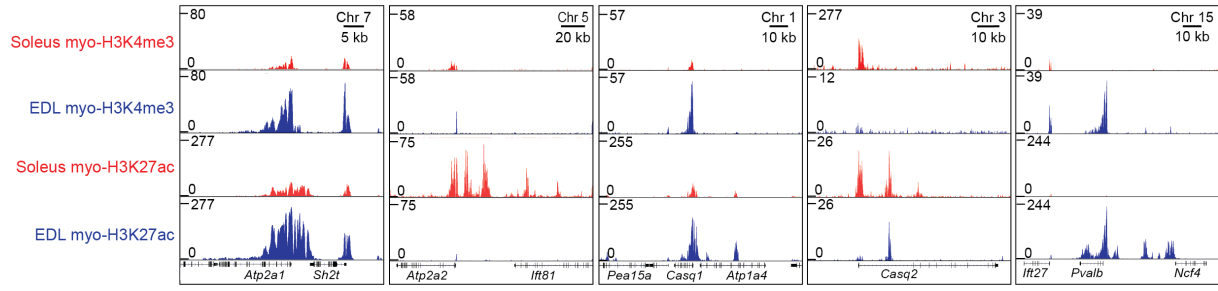 80 Chr 7 58 Chr 5 57 Chr 1 277 Chr 3 39 Chr 15
5 kb 20 kb 10 kb 10 kb 10 kb
Soleus myo-H3K4me3
0 0 0 0 0
80 58 57 12 39
EDL myo-H3K4me3
0 0 0 0 0
277 75 255 26 244
Soleus myo-H3K27ac
0 0 0 0 0
277 75 255 26 244
EDL myo-H3K27ac
0 0 0 0 0
Atp2a1 Sh2t Atp2a2 Ift81 Pea15a Casq1 Atp1a4 Casq2 Ift27 Pvalb Ncf4